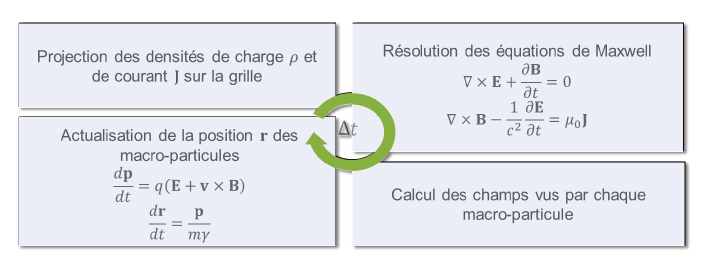 Projection des densités de charge ρ et
de courant J sur la grille
Résolution des équations de Maxwell
∇ × E + ∂B/∂t = 0
∇ × B − 1/c² ∂E/∂t = μ₀J
Δt
Actualisation de la position r des
macro-particules
dp/dt = q(E + v × B)
dr/dt = p/mγ
Calcul des champs vus par chaque
macro-particule